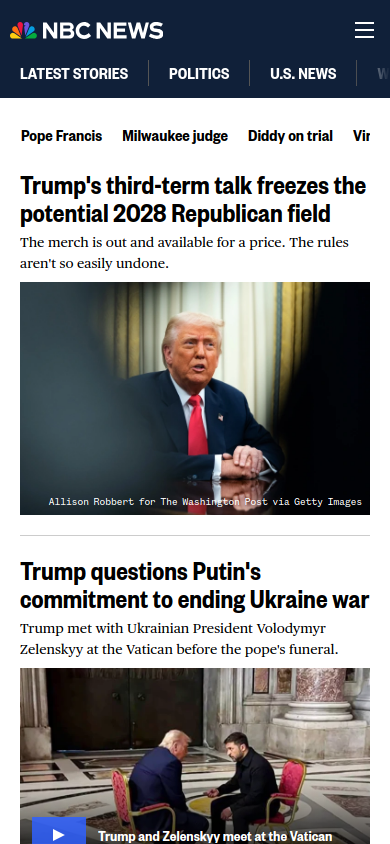 NBC NEWS
LATEST STORIES
POLITICS
U.S. NEWS
Pope Francis
Milwaukee judge
Diddy on trial
Trump's third-term talk freezes the
potential 2028 Republican field
The merch is out and available for a price. The rules
aren't so easily undone.
Allison Robbert for The Washington Post via Getty Images
Trump questions Putin's
commitment to ending Ukraine war
Trump met with Ukrainian President Volodymyr
Zelenskyy at the Vatican before the pope's funeral.
Trump and Zelenskyy meet at the Vatican